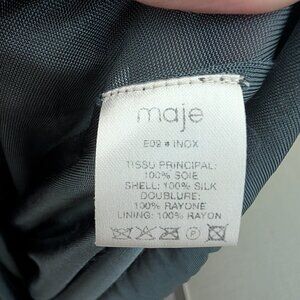 maje
E09 # INOX
TISSU PRINCIPAL:
100% SOIE
SHELL: 100% SILK
DOUBLURE:
100% RAYONE
LINING: 100% RAYON
P